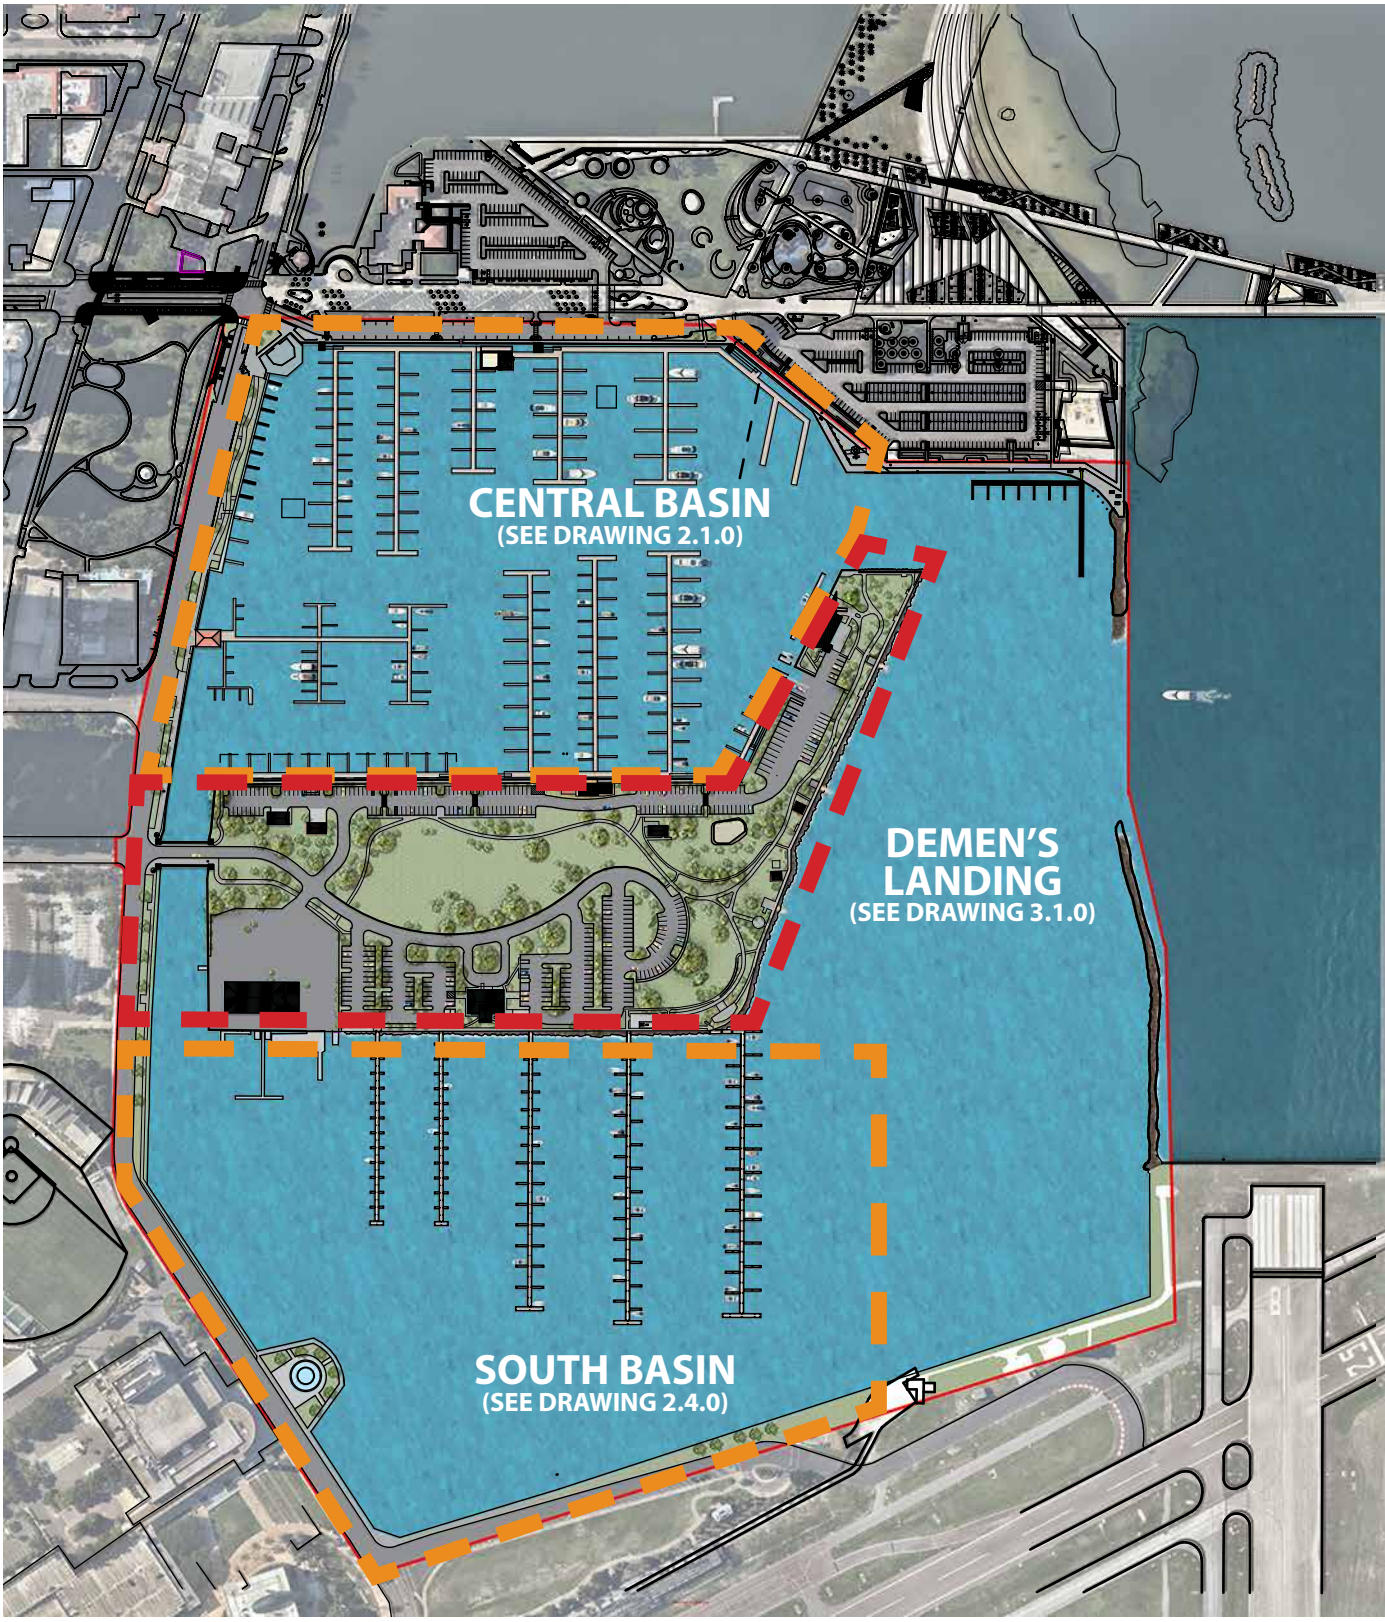 CENTRAL BASIN
(SEE DRAWING 2.1.0)
DEMEN'S
LANDING
(SEE DRAWING 3.1.0)
SOUTH BASIN
(SEE DRAWING 2.4.0)
25